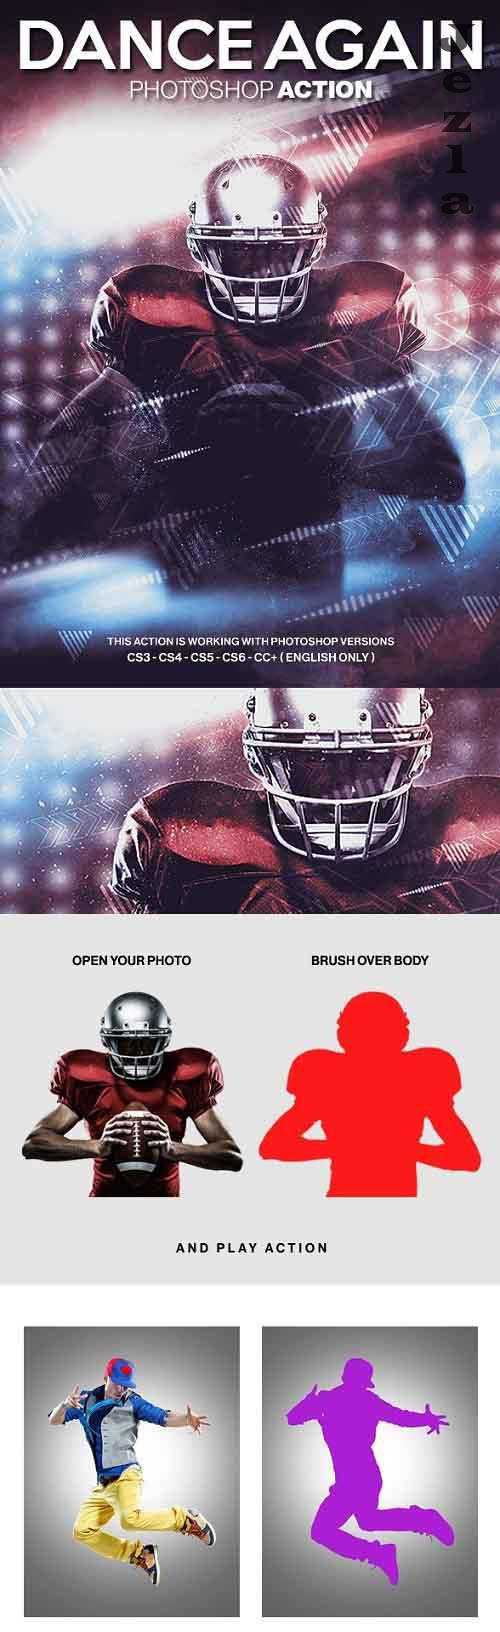 DANCE AGAIN
PHOTOSHOP ACTION
Jezla
THIS ACTION IS WORKING WITH PHOTOSHOP VERSIONS
CS3 - CS4 - CS5 - CS6 - CC+ ( ENGLISH ONLY )
OPEN YOUR PHOTO
BRUSH OVER BODY
AND PLAY ACTION